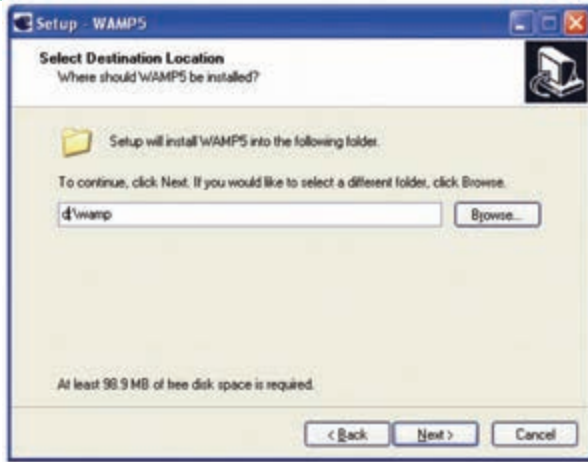 Setup - WAMP5
Select Destination Location
Where should WAMP5 be installed?
Setup will install WAMP5 into the following folder.
To continue, click Next. If you would like to select a different folder, click Browse.
d:\wamp
Browse...
At least 98.9 MB of free disk space is required.
< Back
Next >
Cancel